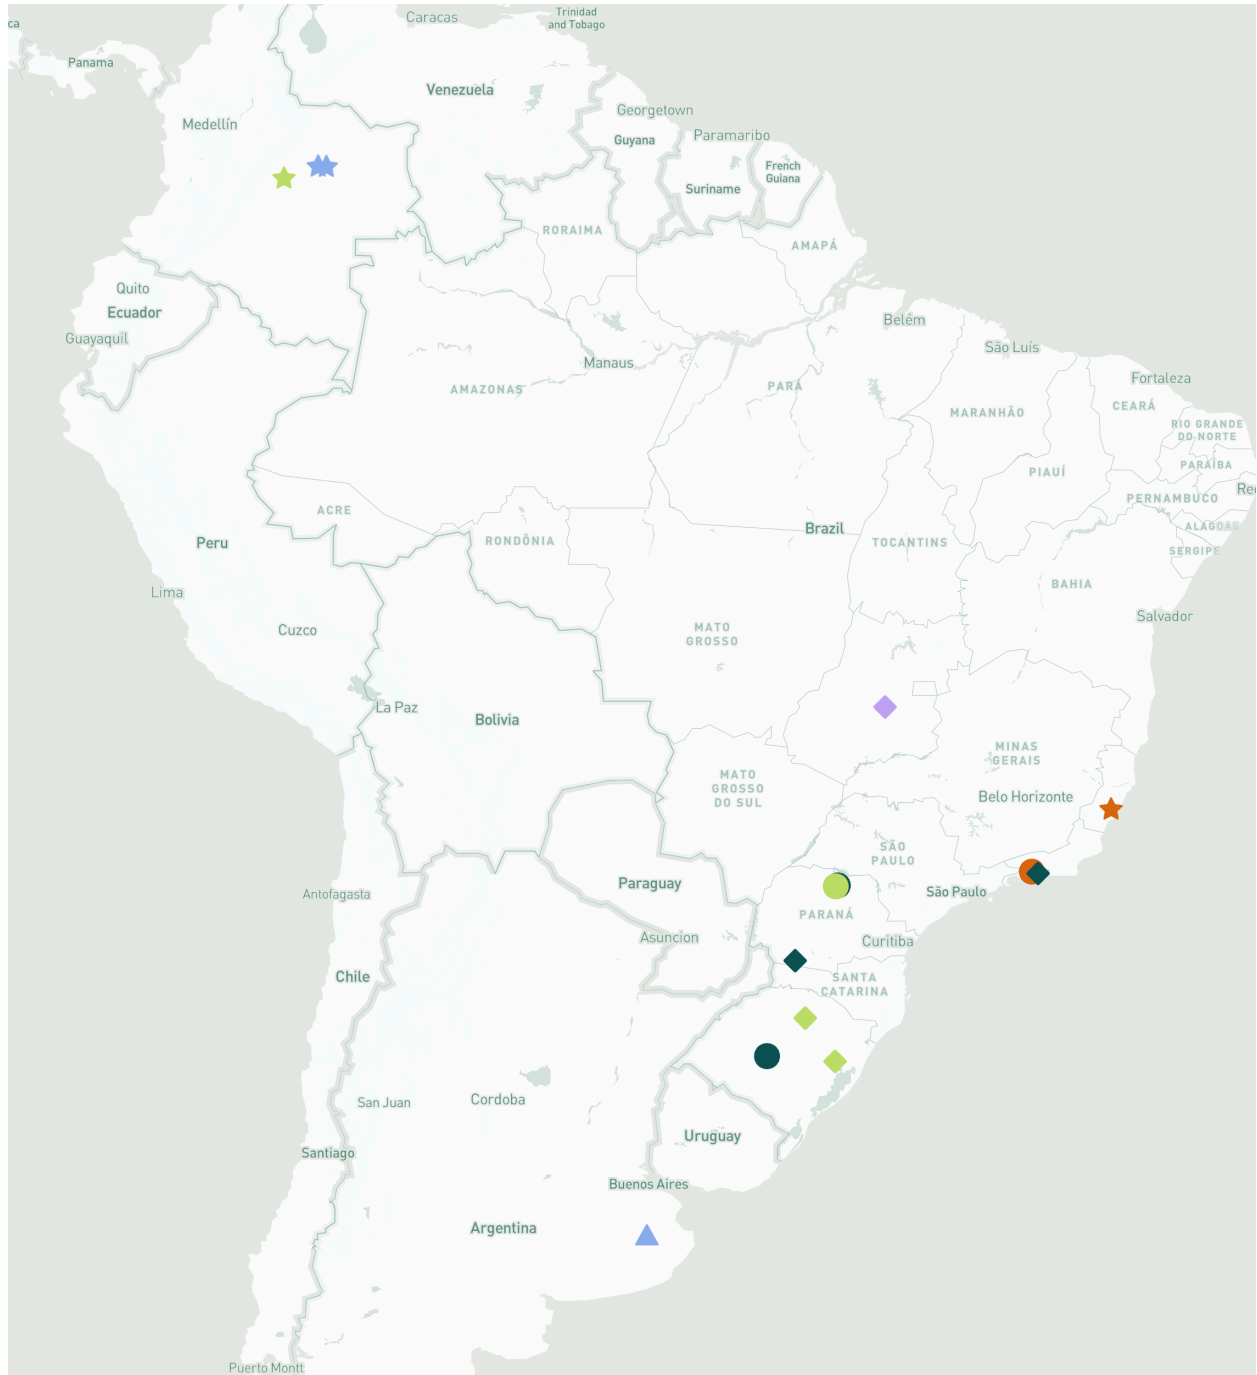 ca
Caracas
Trinidad
and Tobago
Panama
Venezuela
Georgetown
Medellín
Guyana
Paramaribo
French
Guiana
Suriname
RORAIMA
AMAPÁ
Quito
Ecuador
Guayaquil
Belém
São Luís
Manaus
Fortaleza
AMAZONAS
PARÁ
CEARÁ
MARANHÃO
RIO GRANDE
DO NORTE
PARAÍBA
PIAUÍ
Rec
PERNAMBUCO
ACRE
ALAGOAS
Brazil
Peru
RONDÔNIA
TOCANTINS
SERGIPE
BAHIA
Lima
Salvador
Cuzco
MATO
GROSSO
La Paz
Bolivia
MINAS
GERAIS
MATO
GROSSO
DO SUL
Belo Horizonte
SÃO
PAULO
Paraguay
São Paulo
Antofagasta
PARANÁ
Asuncion
Curitiba
Chile
SANTA
CATARINA
San Juan
Cordoba
Uruguay
Santiago
Buenos Aires
Argentina
Puerto Montt